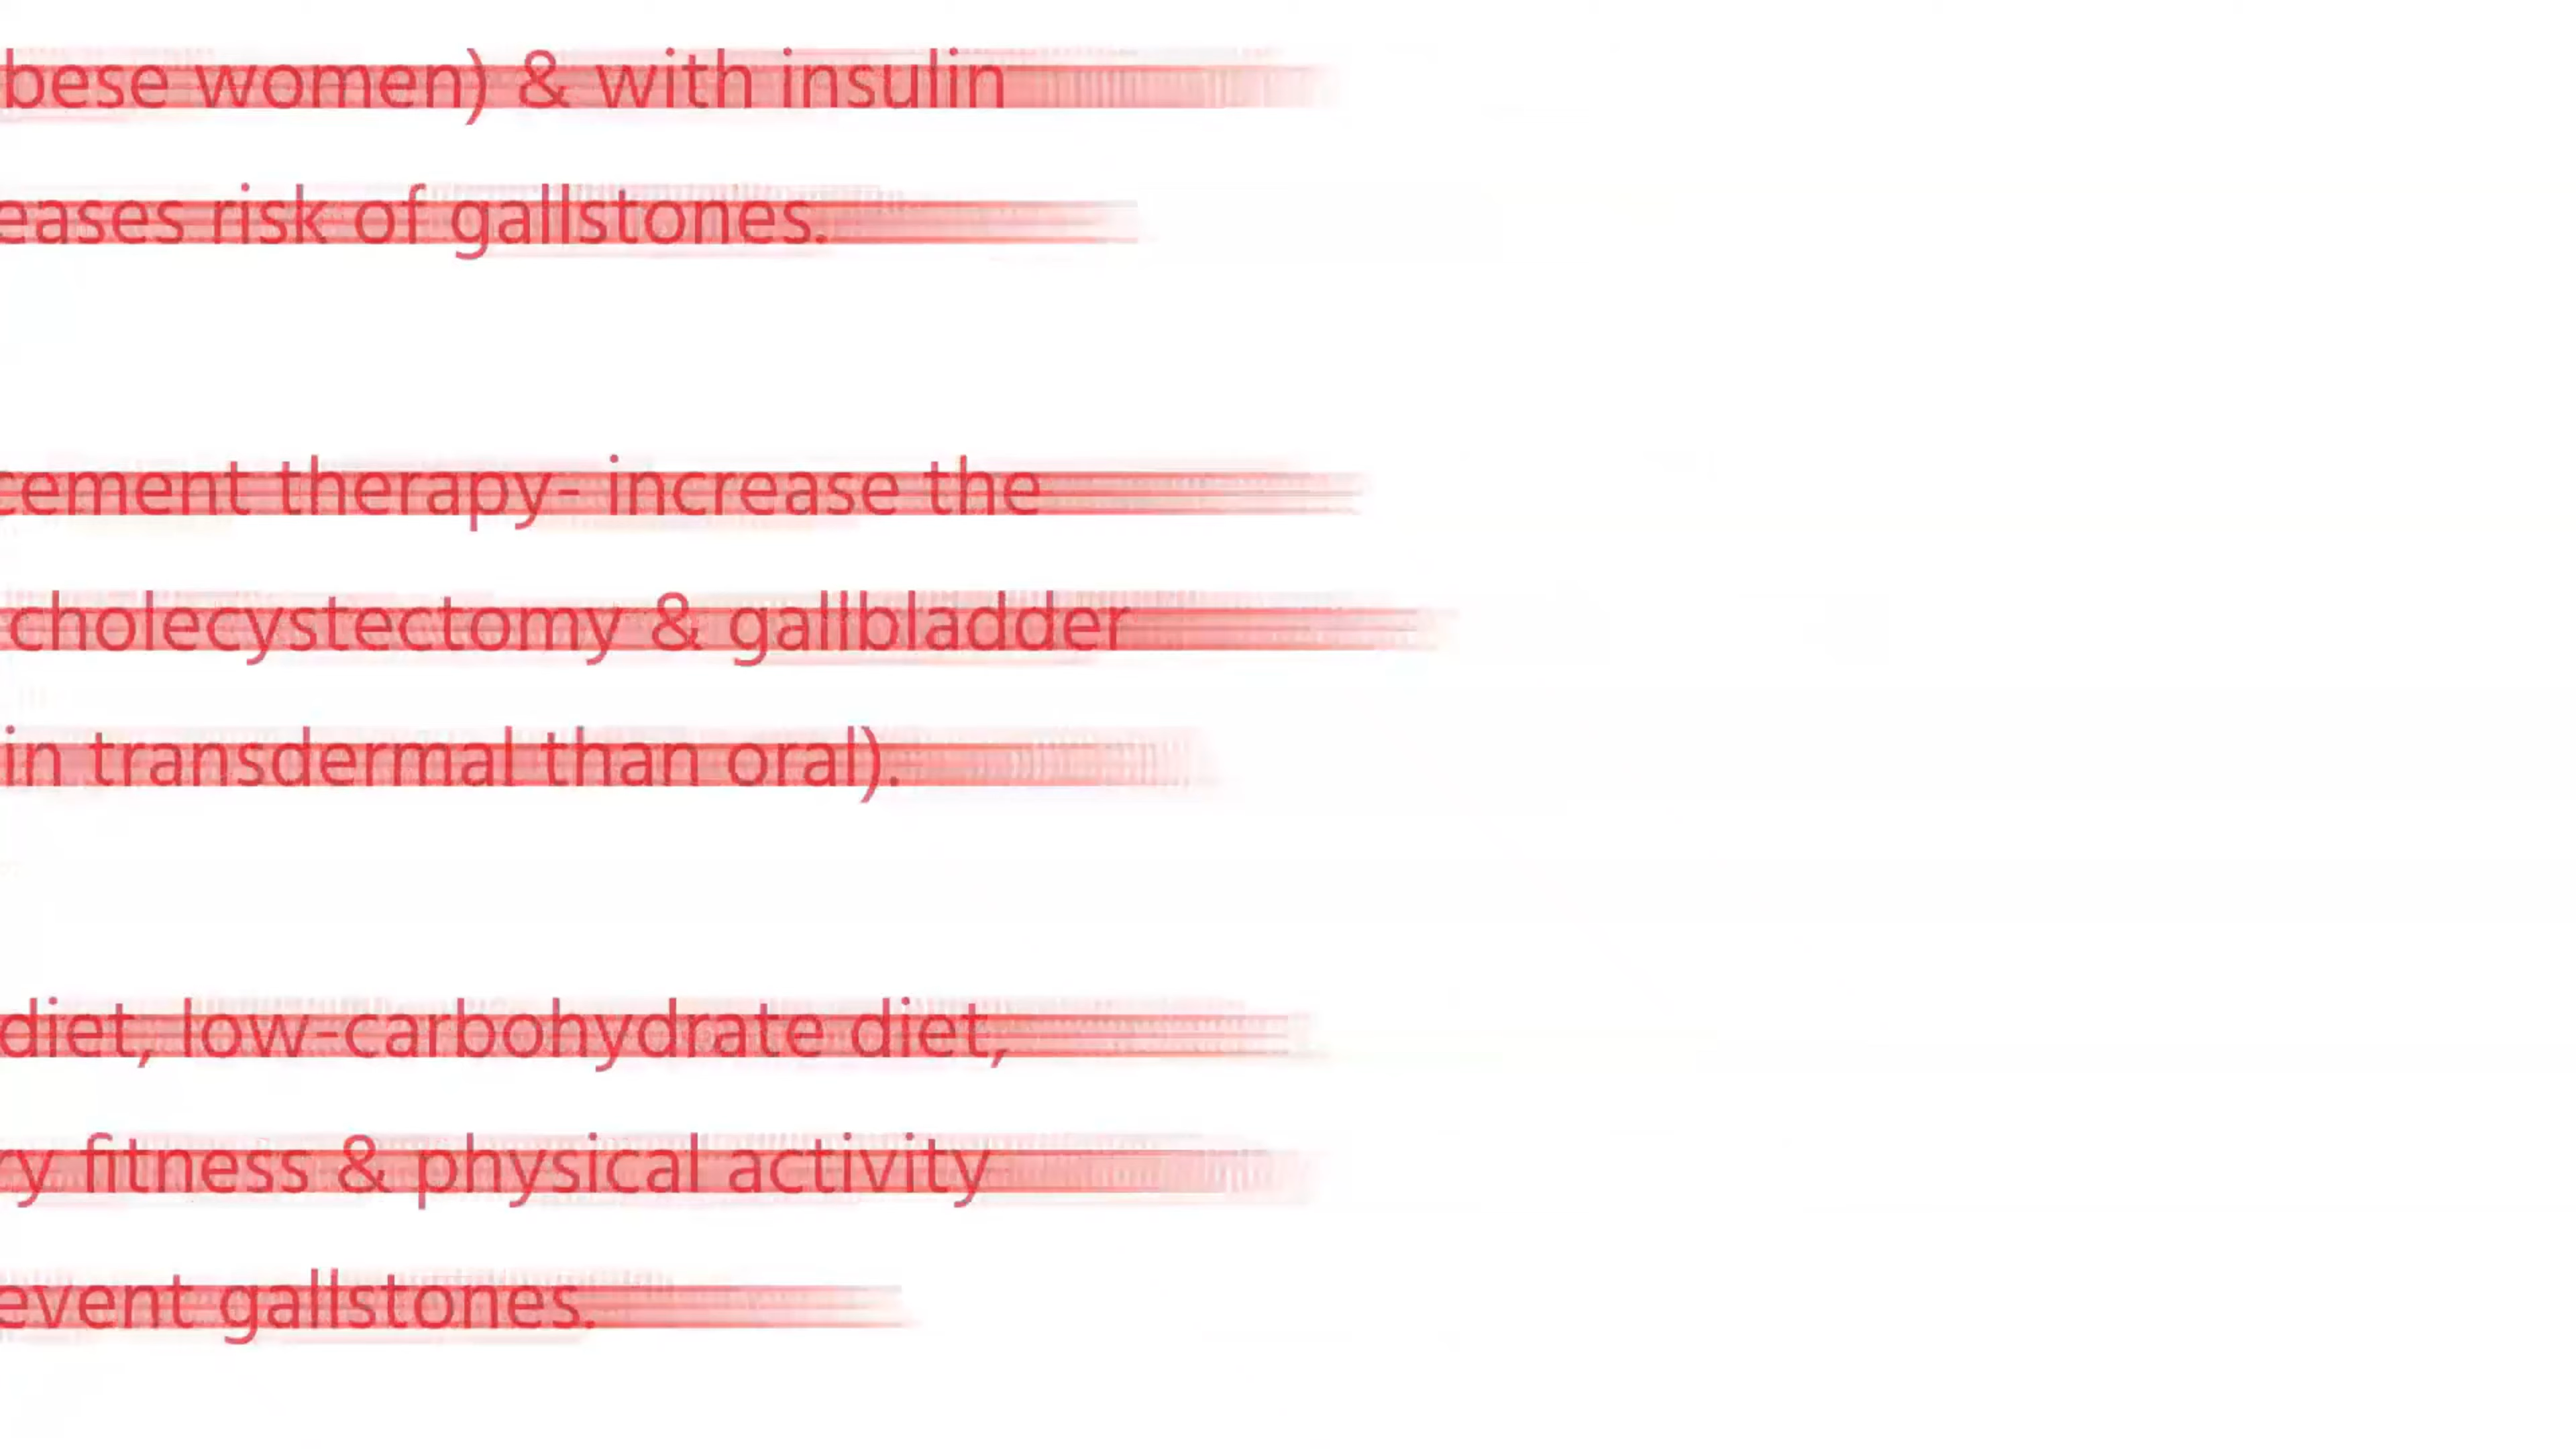 bese women) & with insulin
eases risk of gallstones.
cement therapy- increase the
cholecystectomy & gallbladder
in transdermal than oral).
diet, low-carbohydrate diet,
ry fitness & physical activity
event gallstones.